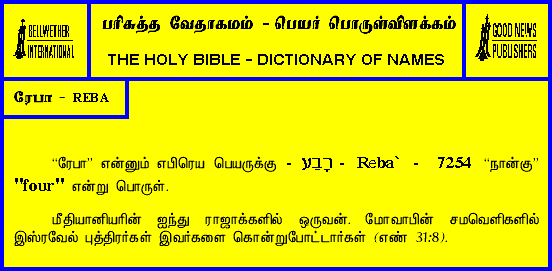 BELLWETHER
INTERNATIONAL
பரிசுத்த வேதாகமம் - பெயர் பொருள்விளக்கம்
THE HOLY BIBLE - DICTIONARY OF NAMES
GOOD NEWS
PUBLISHERS
ரேபா - REBA
“ரேபா” என்னும் எபிரெய பெயருக்கு - רָבַע - Reba` - 7254 “நான்கு”
"four" என்று பொருள்.
மீதியானியரின் ஐந்து ராஜாக்களில் ஒருவன். மோவாபின் சமவெளிகளில்
இஸ்ரவேல் புத்திரர்கள் இவர்களை கொன்றுபோட்டார்கள் (எண் 31:8).